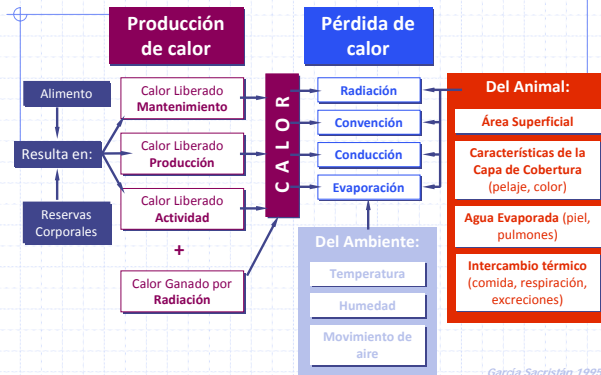 Producción
de calor
Pérdida de
calor
Alimento
Resulta en:
Reservas
Corporales
Calor Liberado
Mantenimiento
Calor Liberado
Producción
Calor Liberado
Actividad
+
Calor Ganado por
Radiación
CALOR
Radiación
Convención
Conducción
Evaporación
Del Ambiente:
Temperatura
Humedad
Movimiento de
aire
Del Animal:
Área Superficial
Características de la
Capa de Cobertura
(pelaje, color)
Agua Evaporada (piel,
pulmones)
Intercambio térmico
(comida, respiración,
excreciones)
García Sacristán 1995